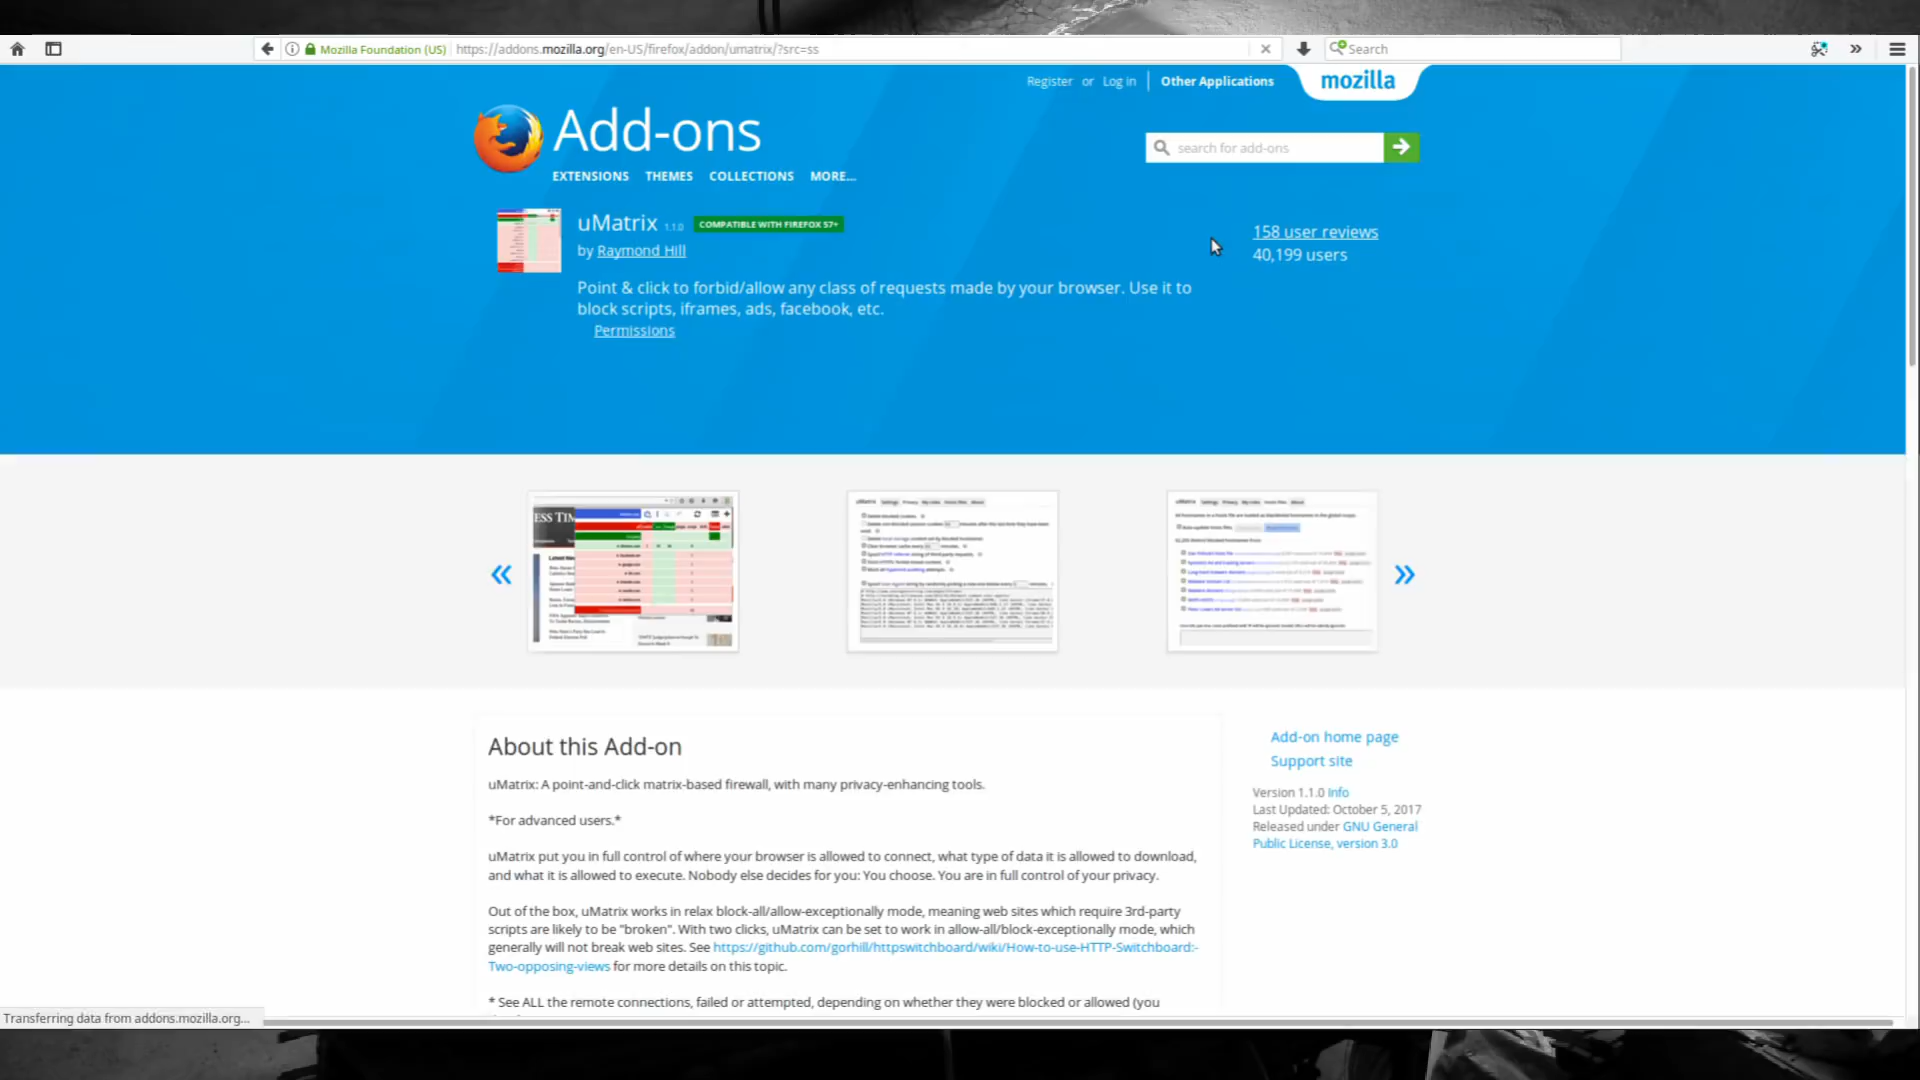 Mozilla Foundation (US)
https://addons.mozilla.org/en-US/firefox/addon/umatrix/?src=ss
Search
Register or Log in
Other Applications
mozilla
Add-ons
search for add-ons
EXTENSIONS THEMES COLLECTIONS MORE...
uMatrix 1.1.0 COMPATIBLE WITH FIREFOX 57+
by Raymond Hill
158 user reviews
40,199 users
Point & click to forbid/allow any class of requests made by your browser. Use it to
block scripts, iframes, ads, facebook, etc.
Permissions
«
»
About this Add-on
uMatrix: A point-and-click matrix-based firewall, with many privacy-enhancing tools.
*For advanced users.*
uMatrix put you in full control of where your browser is allowed to connect, what type of data it is allowed to download,
and what it is allowed to execute. Nobody else decides for you: You choose. You are in full control of your privacy.
Out of the box, uMatrix works in relax block-all/allow-exceptionally mode, meaning web sites which require 3rd-party
scripts are likely to be "broken". With two clicks, uMatrix can be set to work in allow-all/block-exceptionally mode, which
generally will not break web sites. See https://github.com/gorhill/httpswitchboard/wiki/How-to-use-HTTP-Switchboard:-
Two-opposing-views for more details on this topic.
* See ALL the remote connections, failed or attempted, depending on whether they were blocked or allowed (you
Add-on home page
Support site
Version 1.1.0 Info
Last Updated: October 5, 2017
Released under GNU General
Public License, version 3.0
Transferring data from addons.mozilla.org...